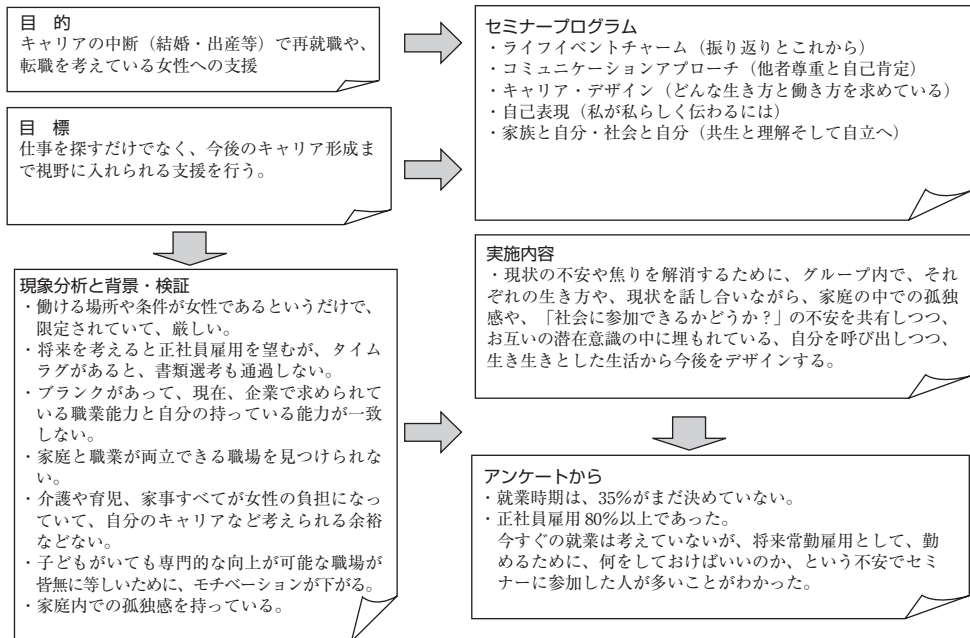 目　的
キャリアの中断（結婚・出産等）で再就職や、
転職を考えている女性への支援
目　標
仕事を探すだけでなく、今後のキャリア形成ま
で視野に入れられる支援を行う。
現象分析と背景・検証
・働ける場所や条件が女性であるというだけで、
限定されていて、厳しい。
・将来を考えると正社員雇用を望むが、タイム
ラグがあると、書類選考も通過しない。
・ブランクがあって、現在、企業で求められて
いる職業能力と自分の持っている能力が一致
しない。
・家庭と職業が両立できる職場を見つけられな
い。
・介護や育児、家事すべてが女性の負担になっ
ていて、自分のキャリアなど考えられる余裕
などない。
・子どもがいても専門的な向上が可能な職場が
皆無に等しいために、モチベーションが下がる。
・家庭内での孤独感を持っている。
セミナープログラム
・ライフイベントチャーム（振り返りとこれから）
・コミュニケーションアプローチ（他者尊重と自己肯定）
・キャリア・デザイン（どんな生き方と働き方を求めている）
・自己表現（私が私らしく伝わるには）
・家族と自分・社会と自分（共生と理解そして自立へ）
実施内容
・現状の不安や焦りを解消するために、グループ内で、それ
ぞれの生き方や、現状を話し合いながら、家庭の中での孤独
感や、「社会に参加できるかどうか？」の不安を共有しつつ、
お互いの潜在意識の中に埋もれている、自分を呼び出しつつ、
生き生きとした生活から今後をデザインする。
アンケートから
・就業時期は、35％がまだ決めていない。
・正社員雇用 80％以上であった。
今すぐの就業は考えていないが、将来常勤雇用として、勤
めるために、何をしておけばいいのか、という不安でセミ
ナーに参加した人が多いことがわかった。